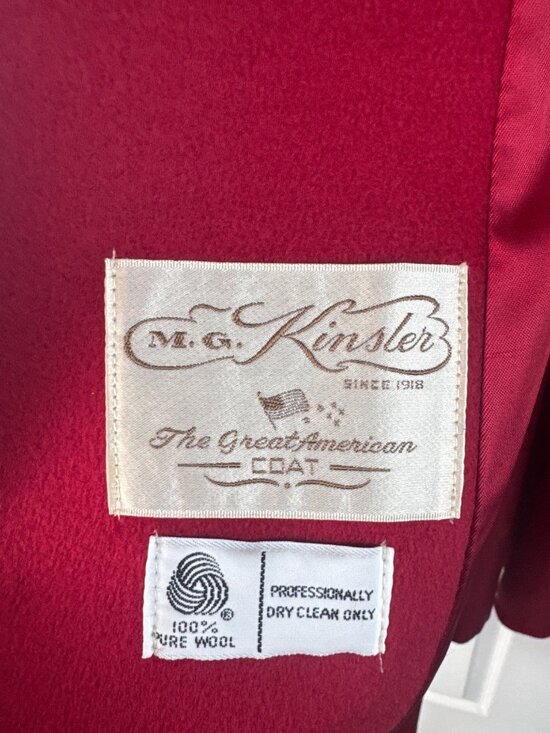 M.G. Kinsler
SINCE 1918
The Great American
COAT
®
100%
PURE WOOL
PROFESSIONALLY
DRY CLEAN ONLY